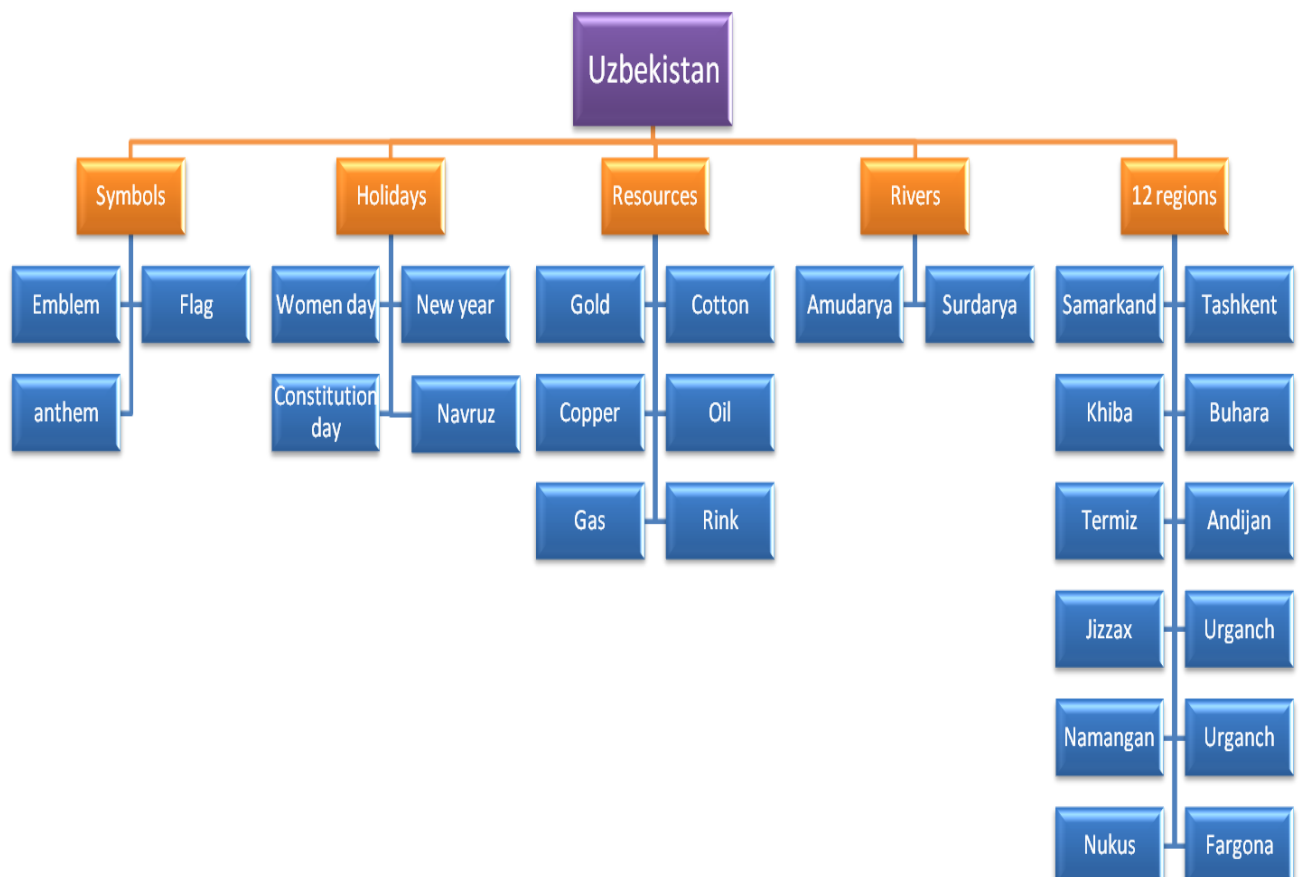 Uzbekistan
Symbols
Holidays
Resources
Rivers
12 regions
Emblem
Flag
anthem
Women day
New year
Constitution
day
Navruz
Gold
Cotton
Copper
Oil
Gas
Rink
Amudarya
Surdarya
Samarkand
Tashkent
Khiba
Buhara
Termiz
Andijan
Jizzax
Urganch
Namangan
Urganch
Nukus
Fargona